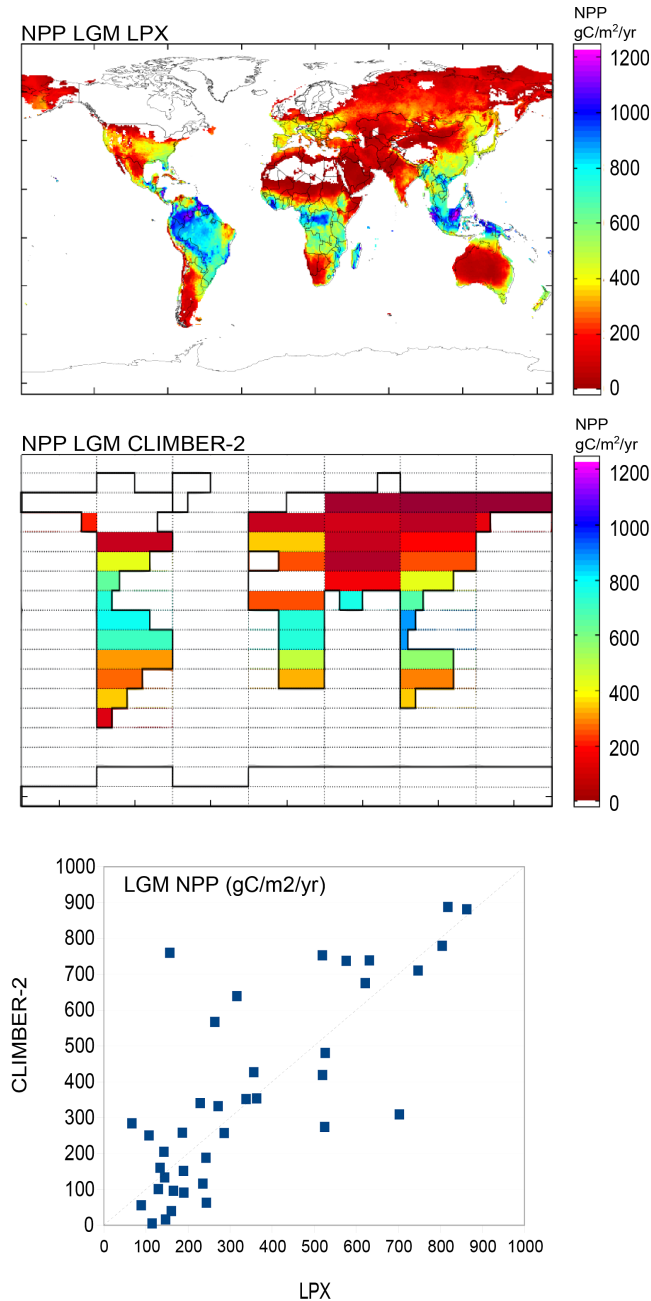 NPP LGM LPX
NPP
gC/m²/yr
1200
1000
800
600
400
200
0
NPP LGM CLIMBER-2
NPP
gC/m²/yr
1200
1000
800
600
400
200
0
LGM NPP (gC/m2/yr)
1000
900
800
700
600
500
400
300
200
100
0
CLIMBER-2
0 100 200 300 400 500 600 700 800 900 1000
LPX